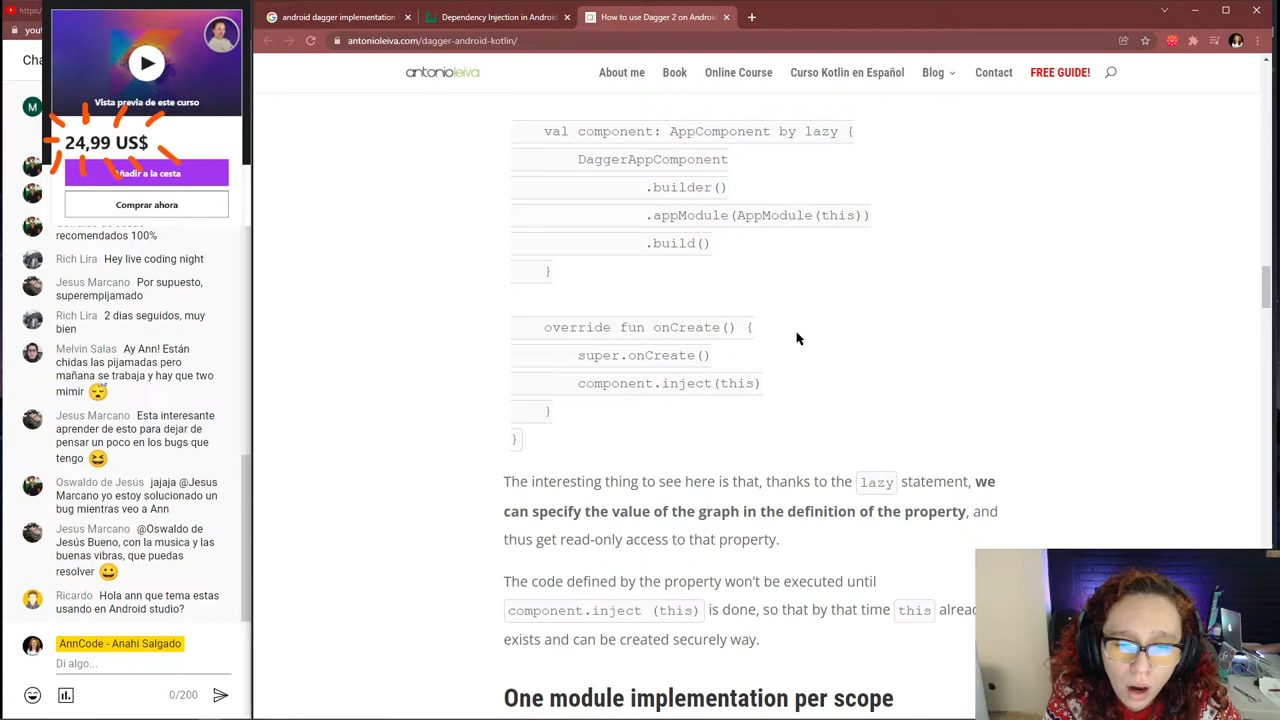 https://
android dagger implementation
Dependency Injection in Android
How to use Dagger 2 on Android
antonioleiva.com/dagger-android-kotlin/
antonioleiva
About me
Book
Online Course
Curso Kotlin en Español
Blog
Contact
FREE GUIDE!
Vista previa de este curso
24,99 US$
Añadir a la cesta
Comprar ahora
recomendados 100%
Rich Lira Hey live coding night
Jesus Marcano Por supuesto,
superempijamado
Rich Lira 2 dias seguidos, muy
bien
Melvin Salas Ay Ann! Están
chidas las pijamadas pero
mañana se trabaja y hay que two
mimir
Jesus Marcano Esta interesante
aprender de esto para dejar de
pensar un poco en los bugs que
tengo
Oswaldo de Jesús jajaja @Jesus
Marcano yo estoy solucionado un
bug mientras veo a Ann
Jesus Marcano @Oswaldo de
Jesús Bueno, con la musica y las
buenas vibras, que puedas
resolver
Ricardo Hola ann que tema estas
usando en Android studio?
AnnCode - Anahi Salgado
Di algo...
0/200
val component: AppComponent by lazy {
DaggerAppComponent
.builder()
.appModule(AppModule(this))
.build()
}
override fun onCreate() {
super.onCreate()
component.inject(this)
}
}
The interesting thing to see here is that, thanks to the lazy statement, we
can specify the value of the graph in the definition of the property, and
thus get read-only access to that property.
The code defined by the property won't be executed until
component.inject (this) is done, so that by that time this
exists and can be created securely way.
One module implementation per scope